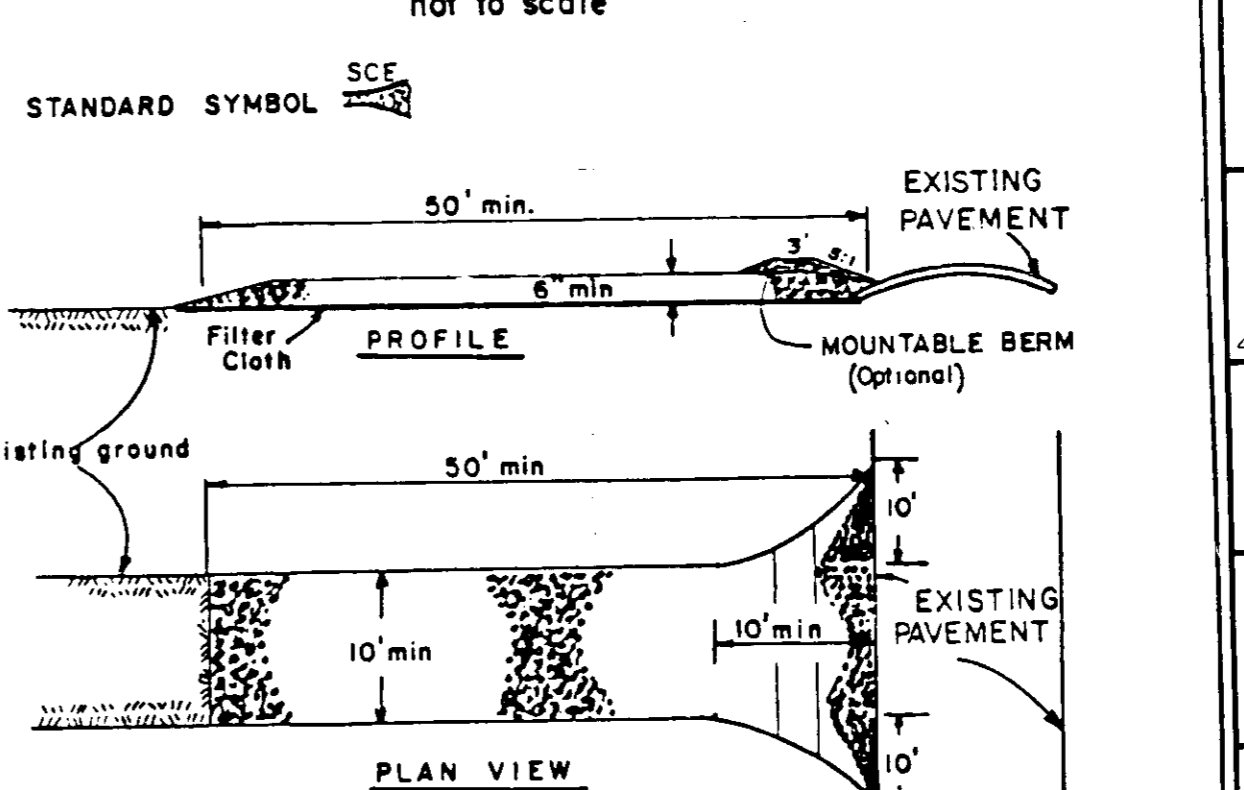 not to scale
SCE
STANDARD SYMBOL
EXISTING
PAVEMENT
50' min.
3'
5:1
6" min
Filter
Cloth
PROFILE
MOUNTABLE BERM
(Optional)
isting ground
50' min
10'
EXISTING
PAVEMENT
10' min
10' min
10'
PLAN VIEW